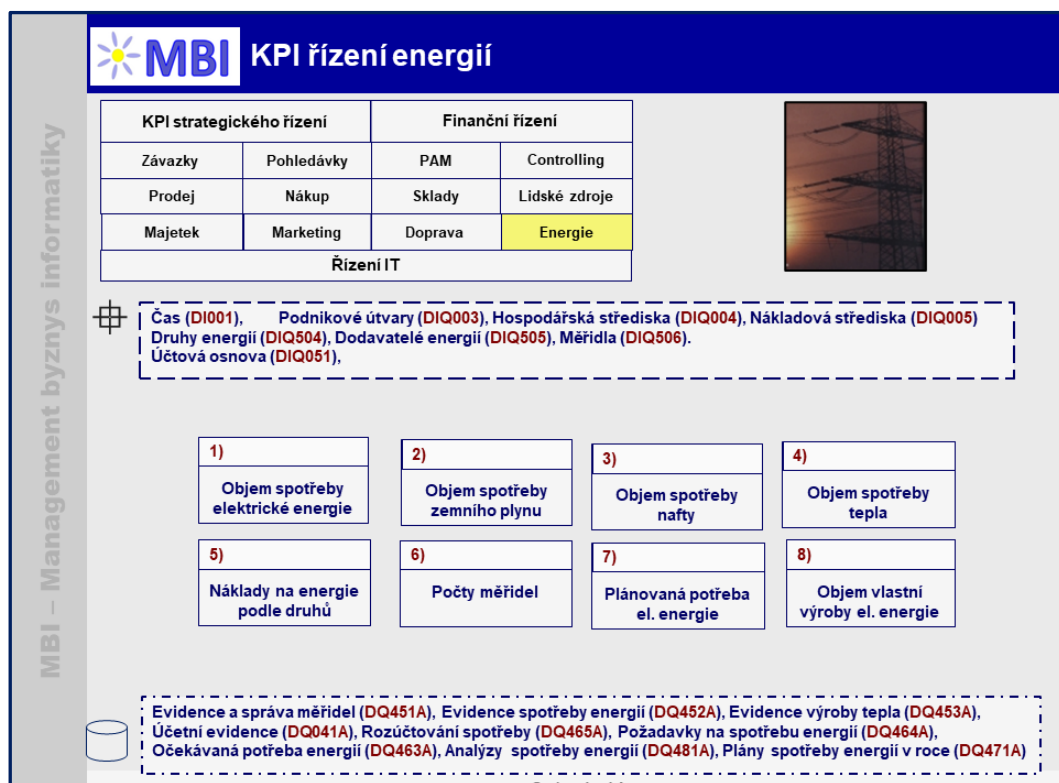 MBI – Management byznys informatiky
MBI
KPI řízení energií
KPI strategického řízení Finanční řízení
Závazky Pohledávky PAM Controlling
Prodej Nákup Sklady Lidské zdroje
Majetek Marketing Doprava Energie
Řízení IT
Čas (DI001), Podnikové útvary (DIQ003), Hospodářská střediska (DIQ004), Nákladová střediska (DIQ005)
Druhy energií (DIQ504), Dodavatelé energií (DIQ505), Měřidla (DIQ506).
Účtová osnova (DIQ051),
1)
Objem spotřeby
elektrické energie
2)
Objem spotřeby
zemního plynu
3)
Objem spotřeby
nafty
4)
Objem spotřeby
tepla
5)
Náklady na energie
podle druhů
6)
Počty měřidel
7)
Plánovaná potřeba
el. energie
8)
Objem vlastní
výroby el. energie
Evidence a správa měřidel (DQ451A), Evidence spotřeby energií (DQ452A), Evidence výroby tepla (DQ453A),
Účetní evidence (DQ041A), Rozúčtování spotřeby (DQ465A), Požadavky na spotřebu energií (DQ464A),
Očekávaná potřeba energií (DQ463A), Analýzy spotřeby energií (DQ481A), Plány spotřeby energií v roce (DQ471A)